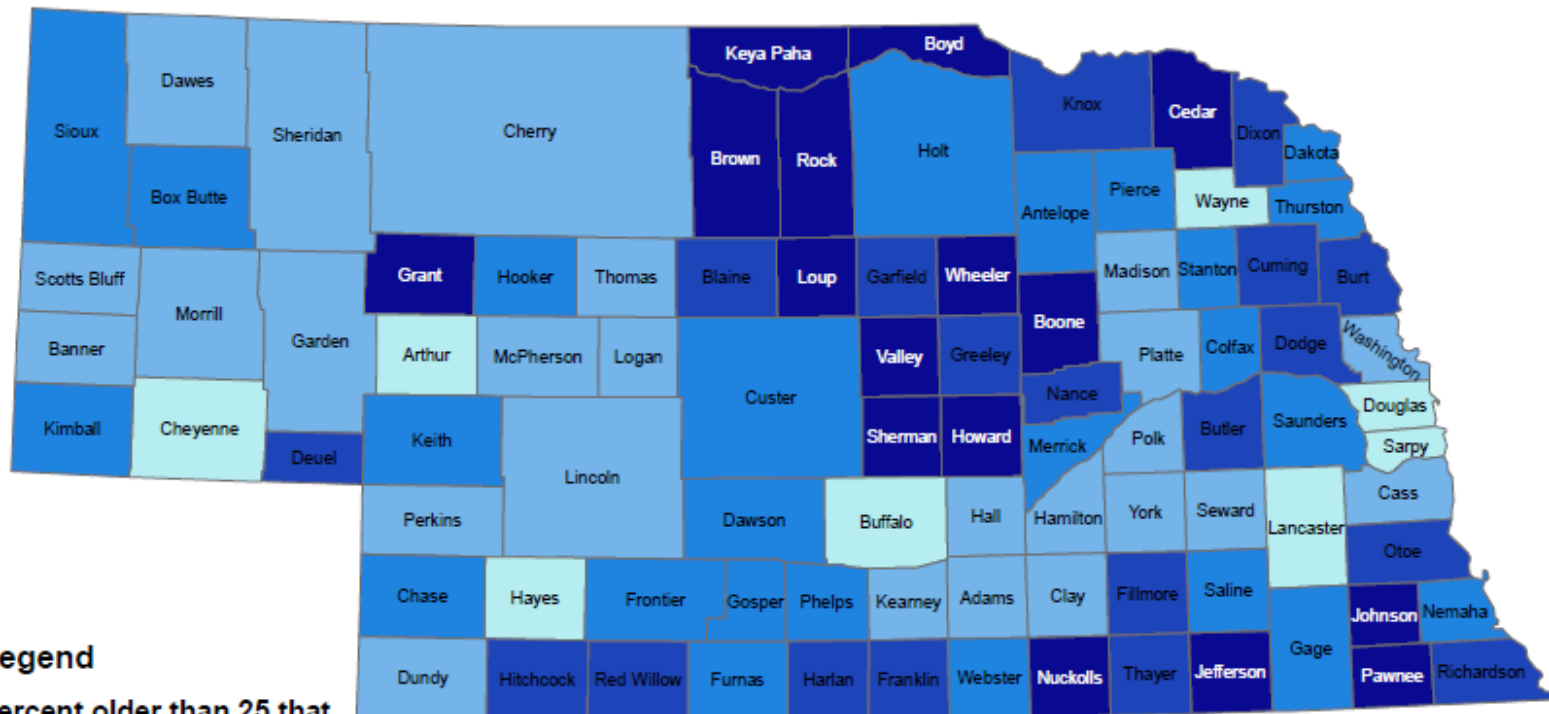 Keya Paha
Boyd
Dawes
Knox
Cedar
Sioux
Sheridan
Cherry
Dixon
Brown
Rock
Holt
Dakota
Box Butte
Pierce
Wayne
Thurston
Antelope
Scotts Bluff
Grant
Hooker
Thomas
Blaine
Loup
Garfield
Wheeler
Madison
Stanton
Cuming
Burt
Morrill
Banner
Garden
Arthur
McPherson
Logan
Valley
Greeley
Boone
Platte
Colfax
Dodge
Washington
Kimball
Cheyenne
Deuel
Keith
Custer
Sherman
Howard
Nance
Merrick
Polk
Butler
Saunders
Douglas
Sarpy
Lincoln
Perkins
Dawson
Buffalo
Hall
Hamilton
York
Seward
Lancaster
Cass
Otoe
Chase
Hayes
Frontier
Gosper
Phelps
Kearney
Adams
Clay
Fillmore
Saline
Gage
Johnson
Nemaha
Dundy
Hitchcock
Red Willow
Furnas
Harlan
Franklin
Webster
Nuckolls
Thayer
Jefferson
Pawnee
Richardson
egend
ercent older than 25 that